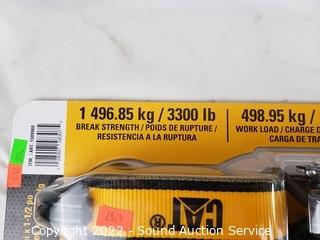 1 496.85 kg / 3300 lb
BREAK STRENGTH / POIDS DE RUPTURE /
RESISTENCIA A LA RUPTURA
498.95 kg /
WORK LOAD / CHARGE D
CARGA DE TRA
CAT
®
Copyright 2022 - Sound Auction Service